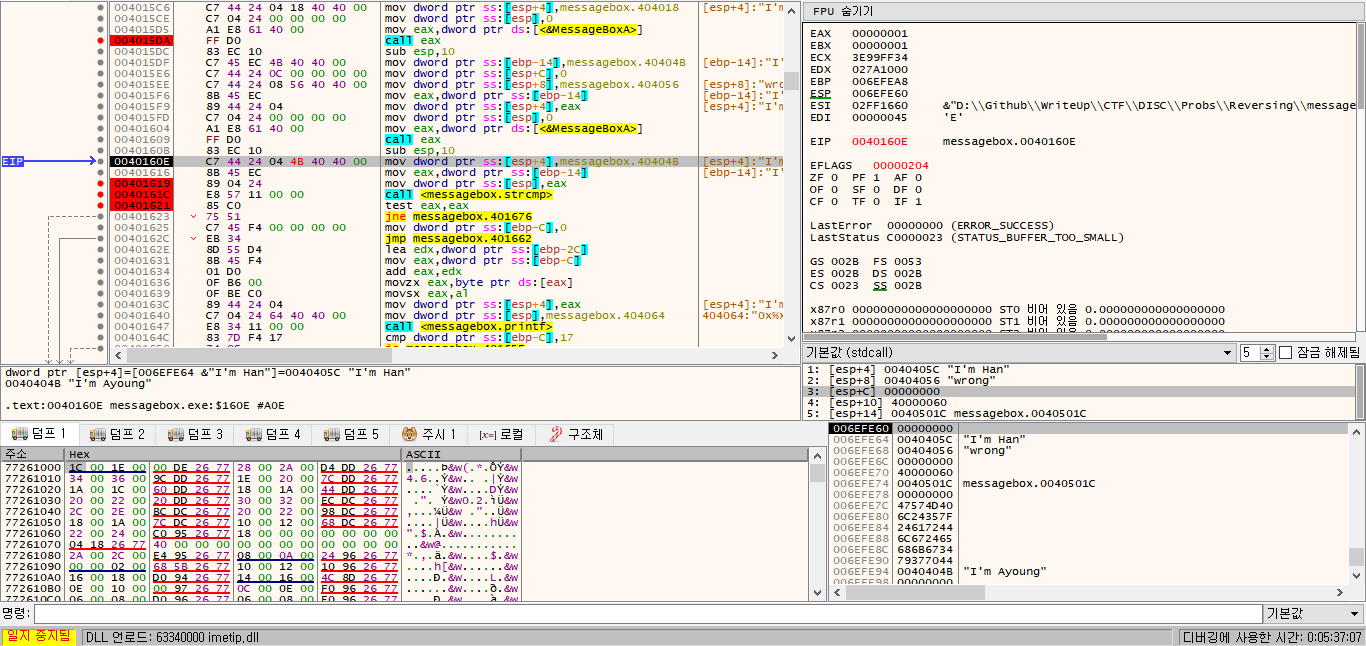 004015C6 C7 44 24 04 18 40 40 00 mov dword ptr ss:[esp+4],messagebox.404018 [esp+4]:"I'm
004015CE C7 04 24 00 00 00 00 mov dword ptr ss:[esp],0
004015D5 A1 E8 61 40 00 mov eax,dword ptr ds:[<&MessageBoxA>]
004015DA FF D0 call eax
004015DC 83 EC 10 sub esp,10
004015DF C7 45 EC 4B 40 40 00 mov dword ptr ss:[ebp-14],messagebox.40404B [ebp-14]:"I'
004015E6 C7 44 24 0C 00 00 00 00 mov dword ptr ss:[esp+C],0
004015EE C7 44 24 08 56 40 40 00 mov dword ptr ss:[esp+8],messagebox.404056 [esp+8]:"wro
004015F6 8B 45 EC mov eax,dword ptr ss:[ebp-14] [ebp-14]:"I'
004015F9 89 44 24 04 mov dword ptr ss:[esp+4],eax [esp+4]:"I'm
004015FD C7 04 24 00 00 00 00 mov dword ptr ss:[esp],0
00401604 A1 E8 61 40 00 mov eax,dword ptr ds:[<&MessageBoxA>]
00401609 FF D0 call eax
0040160B 83 EC 10 sub esp,10
EIP 0040160E C7 44 24 04 4B 40 40 00 mov dword ptr ss:[esp+4],messagebox.40404B [esp+4]:"I'm
00401616 8B 45 EC mov eax,dword ptr ss:[ebp-14] [ebp-14]:"I'
00401619 89 04 24 mov dword ptr ss:[esp],eax
0040161C E8 57 11 00 00 call <messagebox.strcmp>
00401621 85 C0 test eax,eax
00401623 75 51 jne messagebox.401676
00401625 C7 45 F4 00 00 00 00 mov dword ptr ss:[ebp-C],0
0040162C EB 34 jmp messagebox.401662
0040162E 8D 55 D4 lea edx,dword ptr ss:[ebp-2C]
00401631 8B 45 F4 mov eax,dword ptr ss:[ebp-C]
00401634 01 D0 add eax,edx
00401636 0F B6 00 movzx eax,byte ptr ds:[eax]
00401639 0F BE C0 movsx eax,al
0040163C 89 44 24 04 mov dword ptr ss:[esp+4],eax [esp+4]:"I'm
00401640 C7 04 24 64 40 40 00 mov dword ptr ss:[esp],messagebox.404064 404064:"0x%x
00401647 E8 34 11 00 00 call <messagebox.printf>
0040164C 83 7D F4 17 cmp dword ptr ss:[ebp-C],17
FPU 숨기기
EAX 00000001
EBX 00000001
ECX 3E99FF34
EDX 027A1000
EBP 006EFEA8
ESP 006EFE60
ESI 02FF1660 &"D:\\Github\\WriteUp\\CTF\\DISC\\Probs\\Reversing\\message
EDI 00000045 'E'
EIP 0040160E messagebox.0040160E
EFLAGS 00000204
ZF 0 PF 1 AF 0
OF 0 SF 0 DF 0
CF 0 TF 0 IF 1
LastError 00000000 (ERROR_SUCCESS)
LastStatus C0000023 (STATUS_BUFFER_TOO_SMALL)
GS 002B FS 0053
ES 002B DS 002B
CS 0023 SS 002B
x87r0 00000000000000000000 ST0 비어 있음 0.000000000000000000
x87r1 00000000000000000000 ST1 비어 있음 0.000000000000000000
기본값 (stdcall) 5 잠금 해제됨
1: [esp+4] 0040405C "I'm Han"
2: [esp+8] 00404056 "wrong"
3: [esp+C] 00000000
4: [esp+10] 40000060
5: [esp+14] 0040501C messagebox.0040501C
dword ptr [esp+4]=[006EFE64 &"I'm Han"]=0040405C "I'm Han"
0040404B "I'm Ayoung"
.text:0040160E messagebox.exe:$160E #A0E
덤프 1 덤프 2 덤프 3 덤프 4 덤프 5 주시 1 [x=] 로컬 구조체
주소 Hex ASCII
77261000 1C 00 1E 00 00 DE 26 77 28 00 2A 00 D4 DD 26 77
77261010 34 00 36 00 9C DD 26 77 1E 00 20 00 7C DD 26 77
77261020 1A 00 1C 00 60 DD 26 77 18 00 1A 00 44 DD 26 77
77261030 20 00 22 00 20 DD 26 77 30 00 32 00 EC DC 26 77
77261040 2C 00 2E 00 BC DC 26 77 20 00 22 00 98 DC 26 77
77261050 18 00 1A 00 7C DC 26 77 10 00 12 00 68 DC 26 77
77261060 22 00 24 00 C0 95 26 77 18 00 00 00 00 00 00 00
77261070 04 18 26 77 40 00 00 00 00 00 00 00 00 00 00 00
77261080 2A 00 2C 00 E4 95 26 77 08 00 0A 00 24 96 26 77
77261090 00 00 02 00 68 5B 26 77 10 00 12 00 10 96 26 77
772610A0 16 00 18 00 D0 94 26 77 14 00 16 00 4C 8D 26 77
772610B0 0E 00 10 00 00 97 26 77 0C 00 0E 00 F0 96 26 77
006EFE60 00000000
006EFE64 0040405C "I'm Han"
006EFE68 00404056 "wrong"
006EFE6C 00000000
006EFE70 40000060
006EFE74 0040501C messagebox.0040501C
006EFE78 00000000
006EFE7C 47574D40
006EFE80 6C24357F
006EFE84 24617244
006EFE88 6C672465
006EFE8C 686B6734
006EFE90 79377044
006EFE94 0040404B "I'm Ayoung"
006EFE98 00000000
명령: 기본값
일시 중지됨 DLL 언로드: 63340000 imetip.dll 디버깅에 사용한 시간: 0:05:37:07